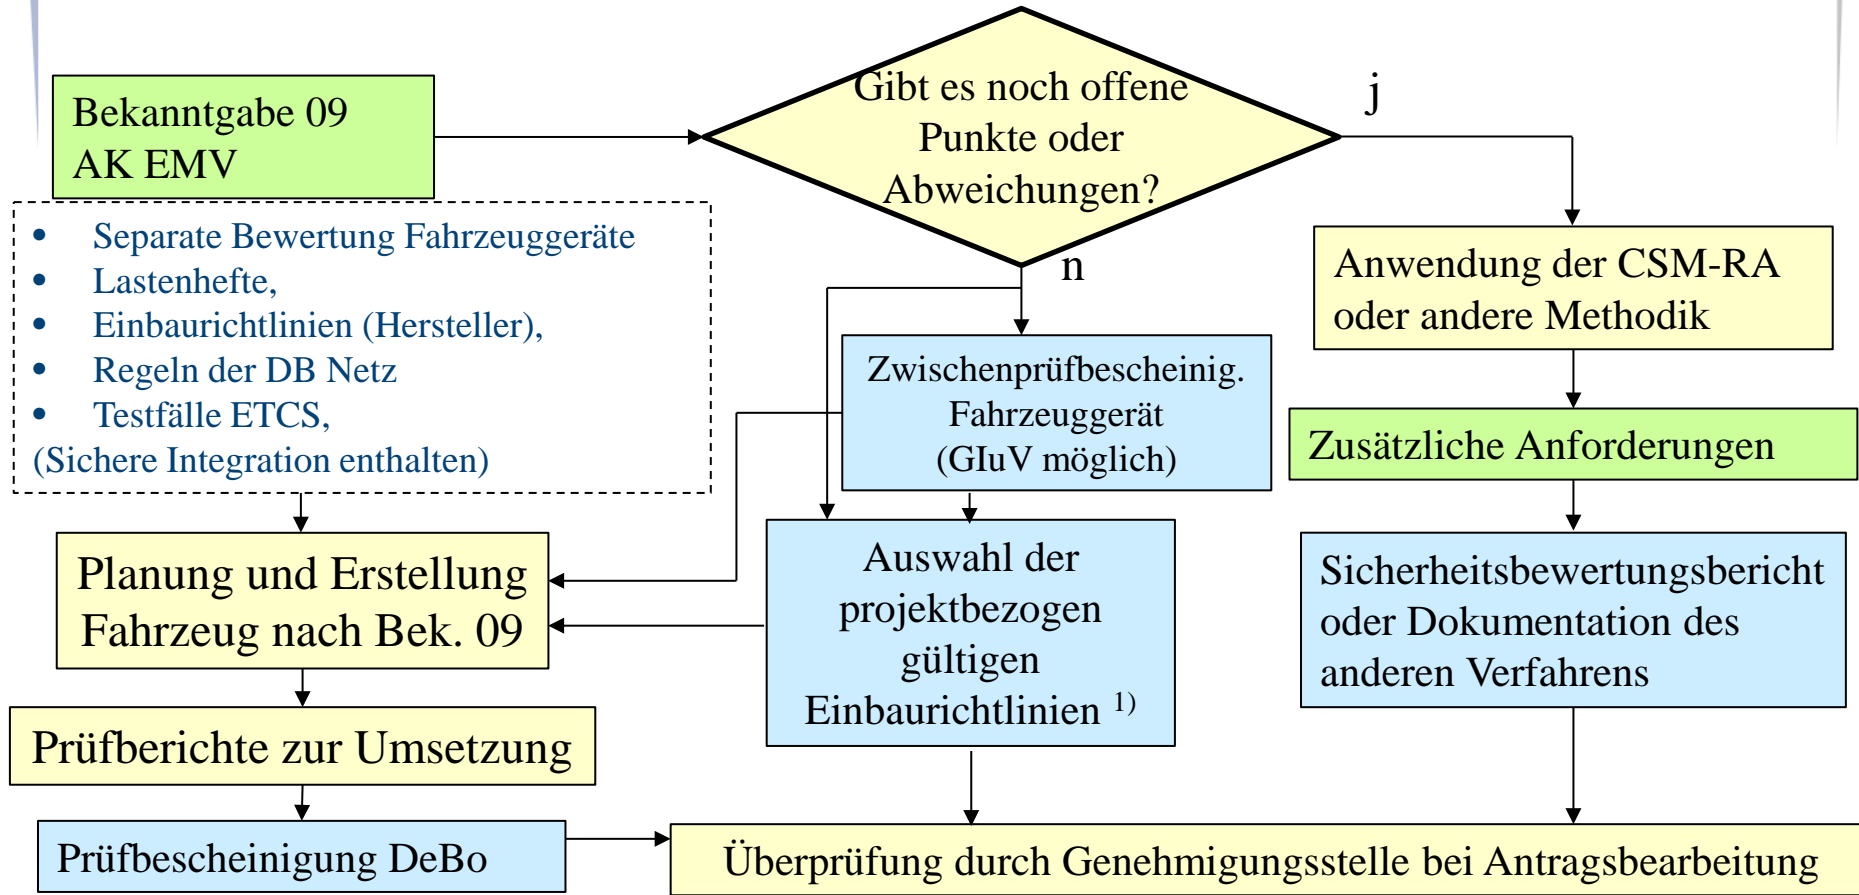 Bekanntgabe 09
AK EMV
Gibt es noch offene
Punkte oder
Abweichungen?
j
n
• Separate Bewertung Fahrzeuggeräte
• Lastenhefte,
• Einbaurichtlinien (Hersteller),
• Regeln der DB Netz
• Testfälle ETCS,
(Sichere Integration enthalten)
Zwischenprüfbescheinig.
Fahrzeuggerät
(GIuV möglich)
Anwendung der CSM-RA
oder andere Methodik
Zusätzliche Anforderungen
Planung und Erstellung
Fahrzeug nach Bek. 09
Auswahl der
projektbezogen
gültigen
Einbaurichtlinien ¹⁾
Sicherheitsbewertungsbericht
oder Dokumentation des
anderen Verfahrens
Prüfberichte zur Umsetzung
Prüfbescheinigung DeBo
Überprüfung durch Genehmigungsstelle bei Antragsbearbeitung